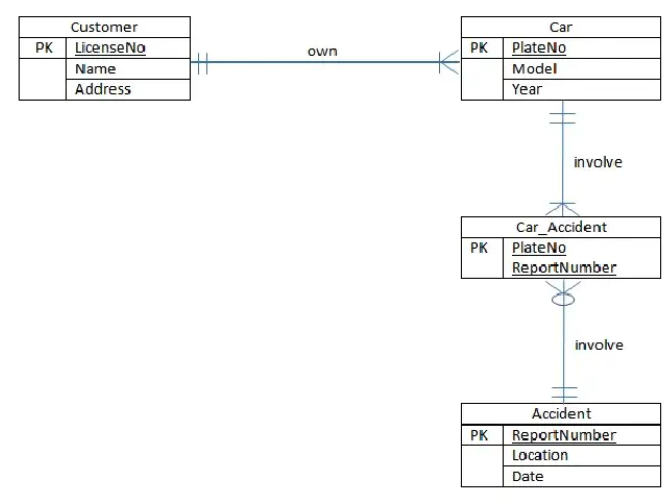 Customer
PK LicenseNo
Name
Address
own
Car
PK PlateNo
Model
Year
involve
Car_Accident
PK PlateNo
ReportNumber
involve
Accident
PK ReportNumber
Location
Date